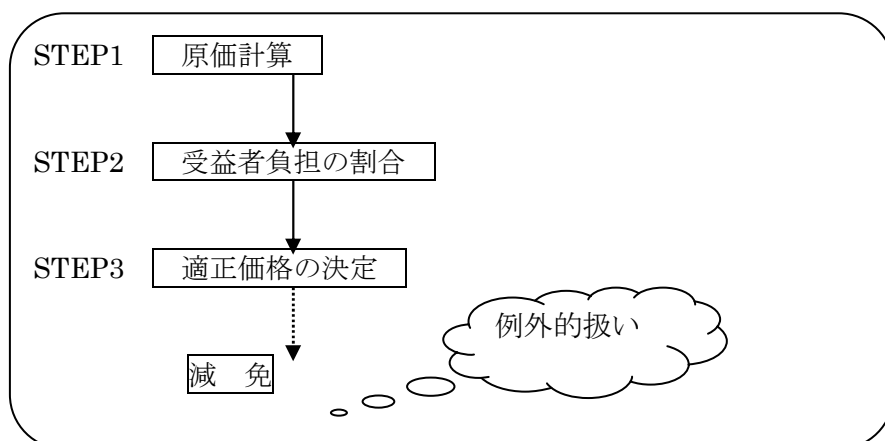 STEP1 原価計算
STEP2 受益者負担の割合
STEP3 適正価格の決定
例外的扱い
減　免